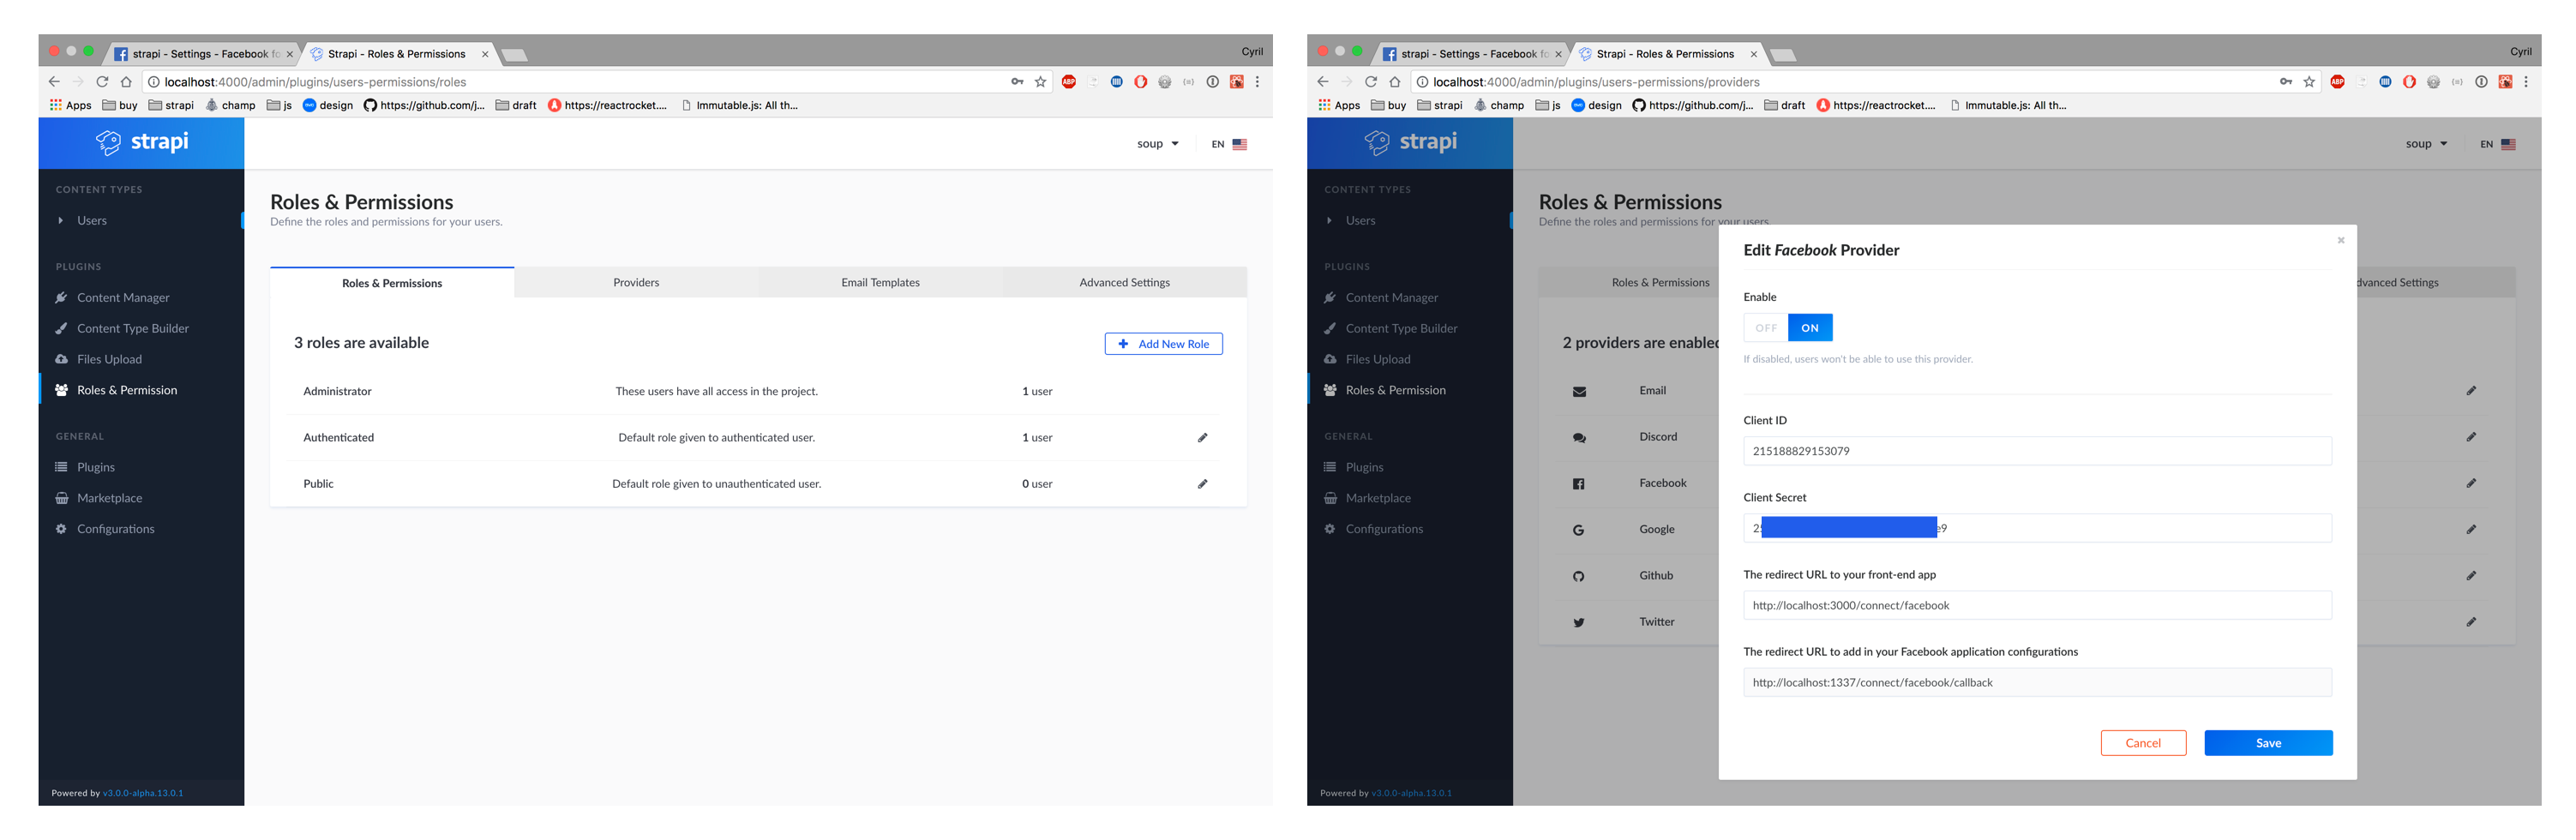 strapi - Settings - Facebook fo
Strapi - Roles & Permissions
Cyril
localhost:4000/admin/plugins/users-permissions/roles
ABP
Apps
buy
strapi
champ
js
design
https://github.com/j...
draft
https://reactrocket....
Immutable.js: All th...
strapi
soup
EN
CONTENT TYPES
Users
PLUGINS
Content Manager
Content Type Builder
Files Upload
Roles & Permission
GENERAL
Plugins
Marketplace
Configurations
Powered by v3.0.0-alpha.13.0.1
Roles & Permissions
Define the roles and permissions for your users.
Roles & Permissions
Providers
Email Templates
Advanced Settings
3 roles are available
Add New Role
Administrator
These users have all access in the project.
1 user
Authenticated
Default role given to authenticated user.
1 user
Public
Default role given to unauthenticated user.
0 user
strapi - Settings - Facebook fo
Strapi - Roles & Permissions
Cyril
localhost:4000/admin/plugins/users-permissions/providers
ABP
Apps
buy
strapi
champ
js
design
https://github.com/j...
draft
https://reactrocket....
Immutable.js: All th...
strapi
soup
EN
CONTENT TYPES
Users
PLUGINS
Content Manager
Content Type Builder
Files Upload
Roles & Permission
GENERAL
Plugins
Marketplace
Configurations
Powered by v3.0.0-alpha.13.0.1
Roles & Permissions
Define the roles and permissions for your users.
Roles & Permissions
dvanced Settings
2 providers are enabled
Email
Discord
Facebook
Google
Github
Twitter
Edit Facebook Provider
Enable
OFF
ON
If disabled, users won't be able to use this provider.
Client ID
215188829153079
Client Secret
2
e9
The redirect URL to your front-end app
http://localhost:3000/connect/facebook
The redirect URL to add in your Facebook application configurations
http://localhost:1337/connect/facebook/callback
Cancel
Save